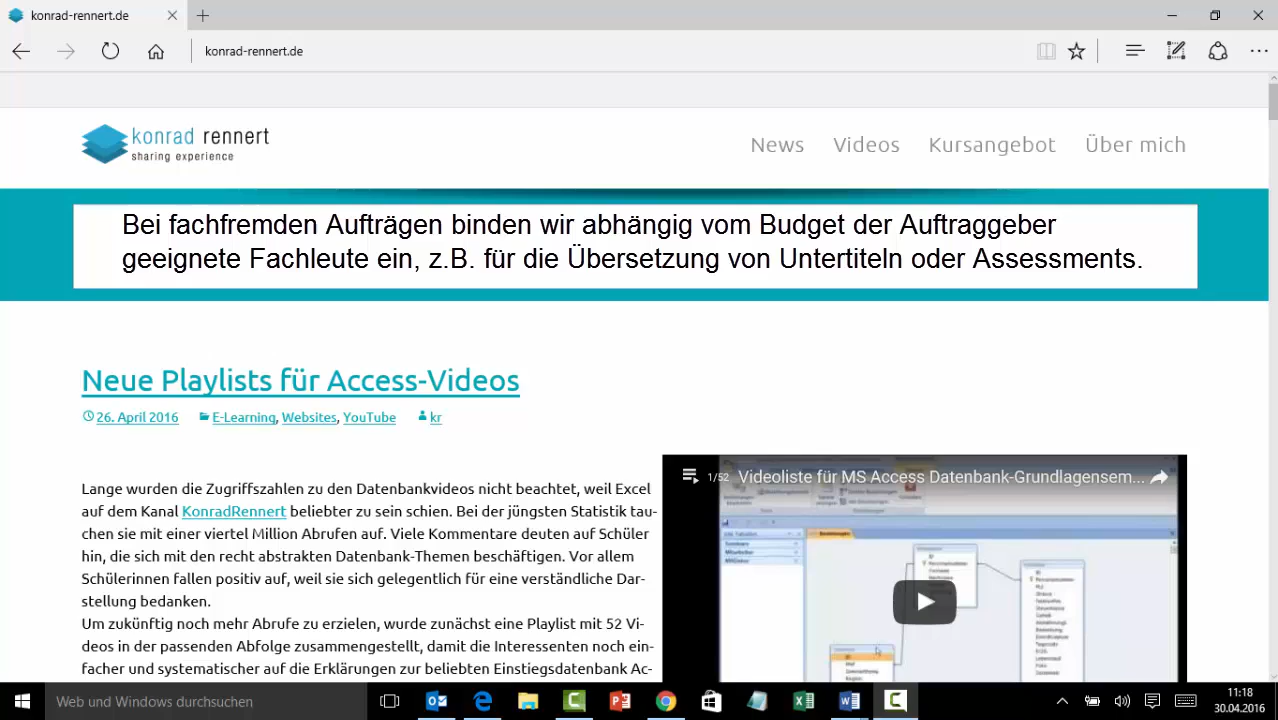 konrad-rennert.de
konrad-rennert.de
konrad rennert
sharing experience
News Videos Kursangebot Über mich
Bei fachfremden Aufträgen binden wir abhängig vom Budget der Auftraggeber
geeignete Fachleute ein, z.B. für die Übersetzung von Untertiteln oder Assessments.
Neue Playlists für Access-Videos
26. April 2016 E-Learning, Websites, YouTube kr
Lange wurden die Zugriffszahlen zu den Datenbankvideos nicht beachtet, weil Excel
auf dem Kanal KonradRennert beliebter zu sein schien. Bei der jüngsten Statistik tau-
chen sie mit einer viertel Million Abrufen auf. Viele Kommentare deuten auf Schüler
hin, die sich mit den recht abstrakten Datenbank-Themen beschäftigen. Vor allem
Schülerinnen fallen positiv auf, weil sie sich gelegentlich für eine verständliche Dar-
stellung bedanken.
Um zukünftig noch mehr Abrufe zu erzielen, wurde zunächst eine Playlist mit 52 Vi-
deos in der passenden Abfolge zusammengestellt, damit die Interessenten noch ein-
facher und systematischer auf die Erklärungen zur beliebten Einstiegsdatenbank Ac-
1/52 Videoliste für MS Access Datenbank-Grundlagensem...
Web und Windows durchsuchen
11:18
30.04.2016